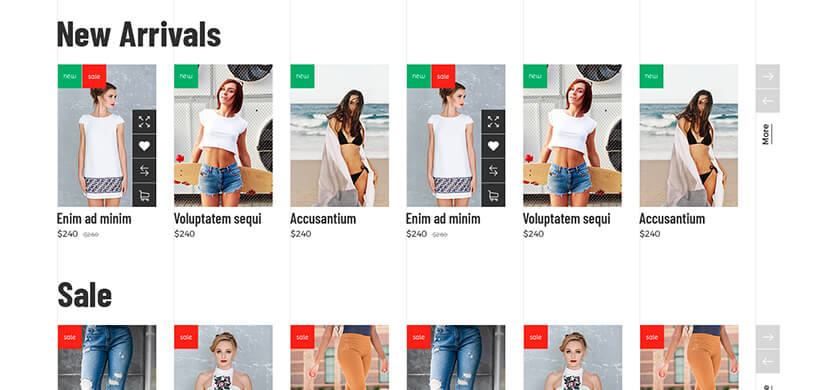 New Arrivals
new sale new new new sale new new
More
Enim ad minim Voluptatem sequi Accusantium Enim ad minim Voluptatem sequi Accusantium
$240 $260 $240 $240 $240 $260 $240 $240
Sale
sale sale sale sale sale sale